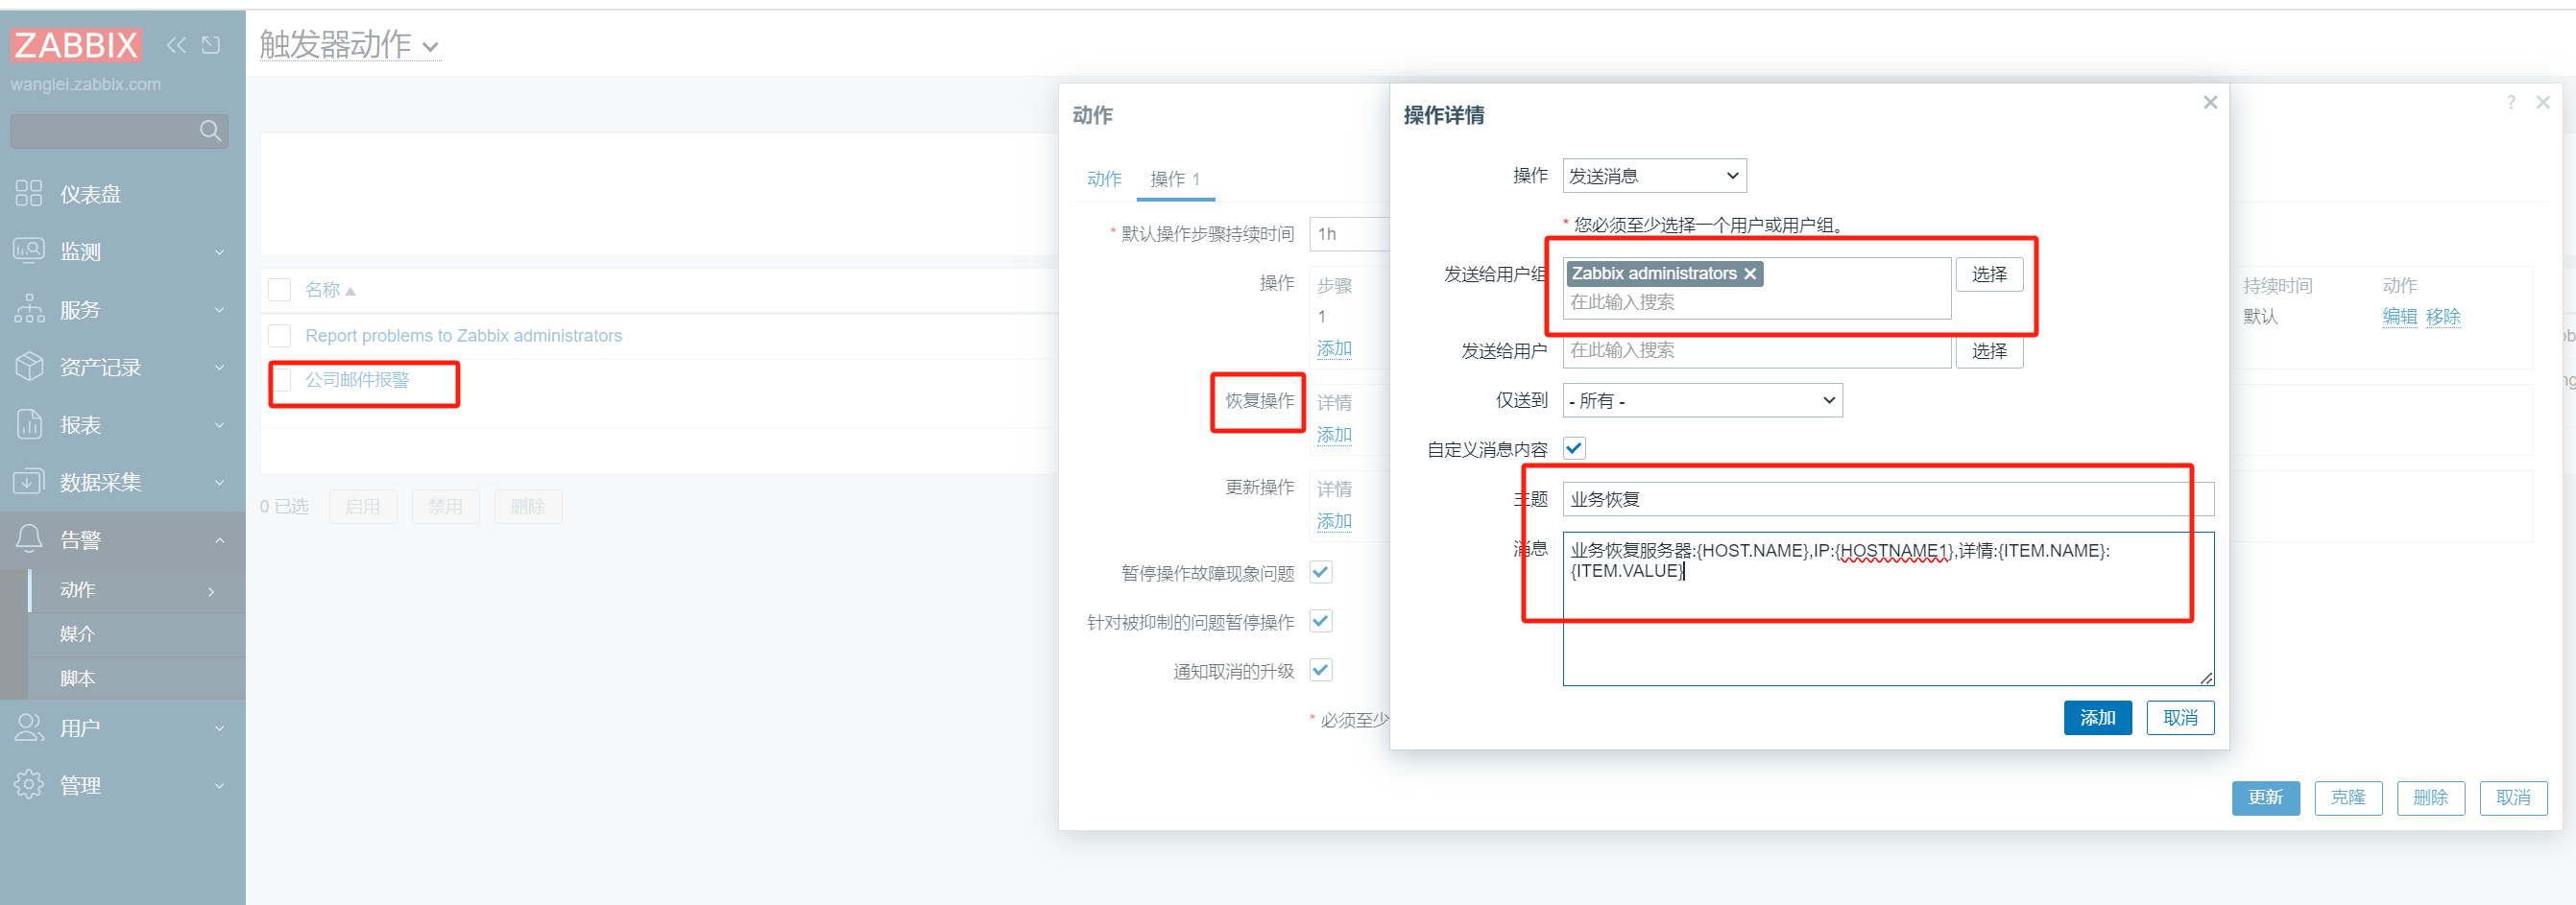 ZABBIX
wanglei.zabbix.com
仪表盘
监测
服务
资产记录
报表
数据采集
告警
动作
媒介
脚本
用户
管理
触发器动作
名称
Report problems to Zabbix administrators
公司邮件报警
0 已选
启用
禁用
删除
动作
?
动作
操作 1
* 默认操作步骤持续时间
1h
操作
步骤
持续时间
动作
1
默认
编辑
移除
添加
恢复操作
详情
添加
更新操作
详情
添加
暂停操作故障现象问题
针对被抑制的问题暂停操作
通知取消的升级
* 必须至少
更新
克隆
删除
取消
操作详情
操作
发送消息
* 您必须至少选择一个用户或用户组。
发送给用户组
Zabbix administrators
在此输入搜索
选择
发送给用户
在此输入搜索
选择
仅送到
- 所有 -
自定义消息内容
主题
业务恢复
消息
业务恢复服务器:{HOST.NAME},IP:{HOSTNAME1},详情:{ITEM.NAME}:
{ITEM.VALUE}
添加
取消